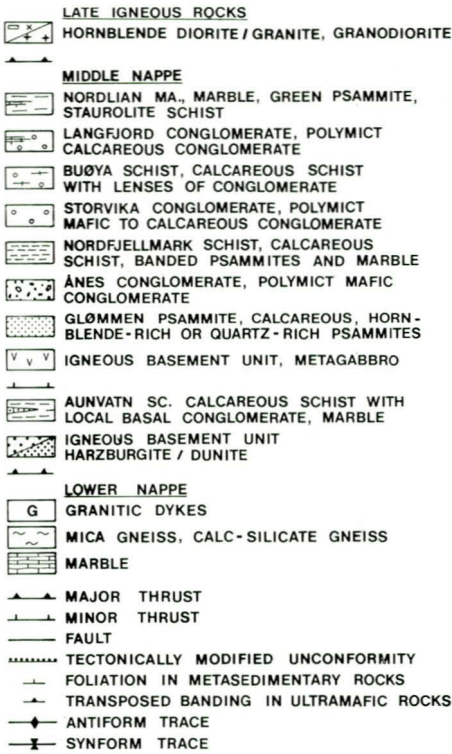 LATE IGNEOUS ROCKS
HORNBLENDE DIORITE / GRANITE, GRANODIORITE
MIDDLE NAPPE
NORDLIAN MA., MARBLE, GREEN PSAMMITE,
STAUROLITE SCHIST
LANGFJORD CONGLOMERATE, POLYMICT
CALCAREOUS CONGLOMERATE
BUØYA SCHIST, CALCAREOUS SCHIST
WITH LENSES OF CONGLOMERATE
STORVIKA CONGLOMERATE, POLYMICT
MAFIC TO CALCAREOUS CONGLOMERATE
NORDFJELLMARK SCHIST, CALCAREOUS
SCHIST, BANDED PSAMMITES AND MARBLE
ÅNES CONGLOMERATE, POLYMICT MAFIC
CONGLOMERATE
GLØMMEN PSAMMITE, CALCAREOUS, HORN-
BLENDE-RICH OR QUARTZ-RICH PSAMMITES
V V V IGNEOUS BASEMENT UNIT, METAGABBRO
AUNVATN SC. CALCAREOUS SCHIST WITH
LOCAL BASAL CONGLOMERATE, MARBLE
IGNEOUS BASEMENT UNIT
HARZBURGITE / DUNITE
LOWER NAPPE
G GRANITIC DYKES
MICA GNEISS, CALC-SILICATE GNEISS
MARBLE
MAJOR THRUST
MINOR THRUST
FAULT
TECTONICALLY MODIFIED UNCONFORMITY
FOLIATION IN METASEDIMENTARY ROCKS
TRANSPOSED BANDING IN ULTRAMAFIC ROCKS
ANTIFORM TRACE
SYNFORM TRACE